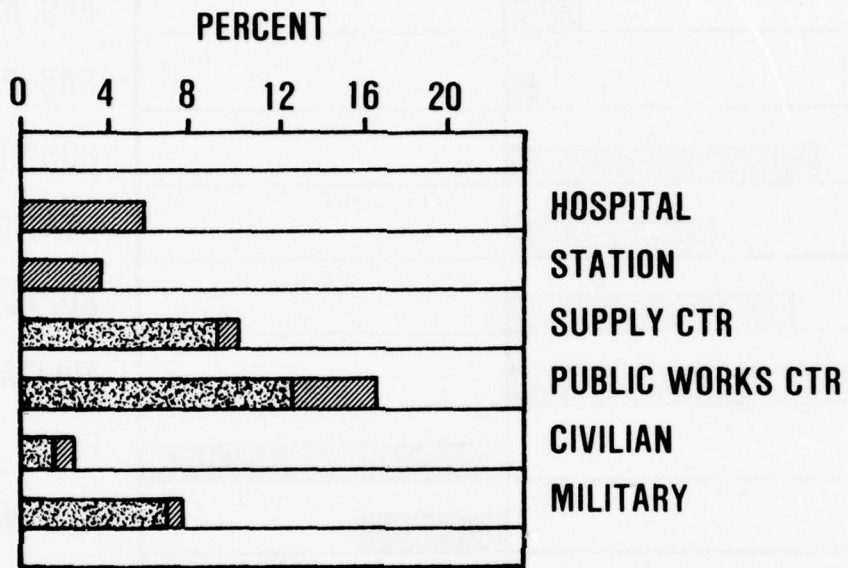 PERCENT
0 4 8 12 16 20
HOSPITAL
STATION
SUPPLY CTR
PUBLIC WORKS CTR
CIVILIAN
MILITARY